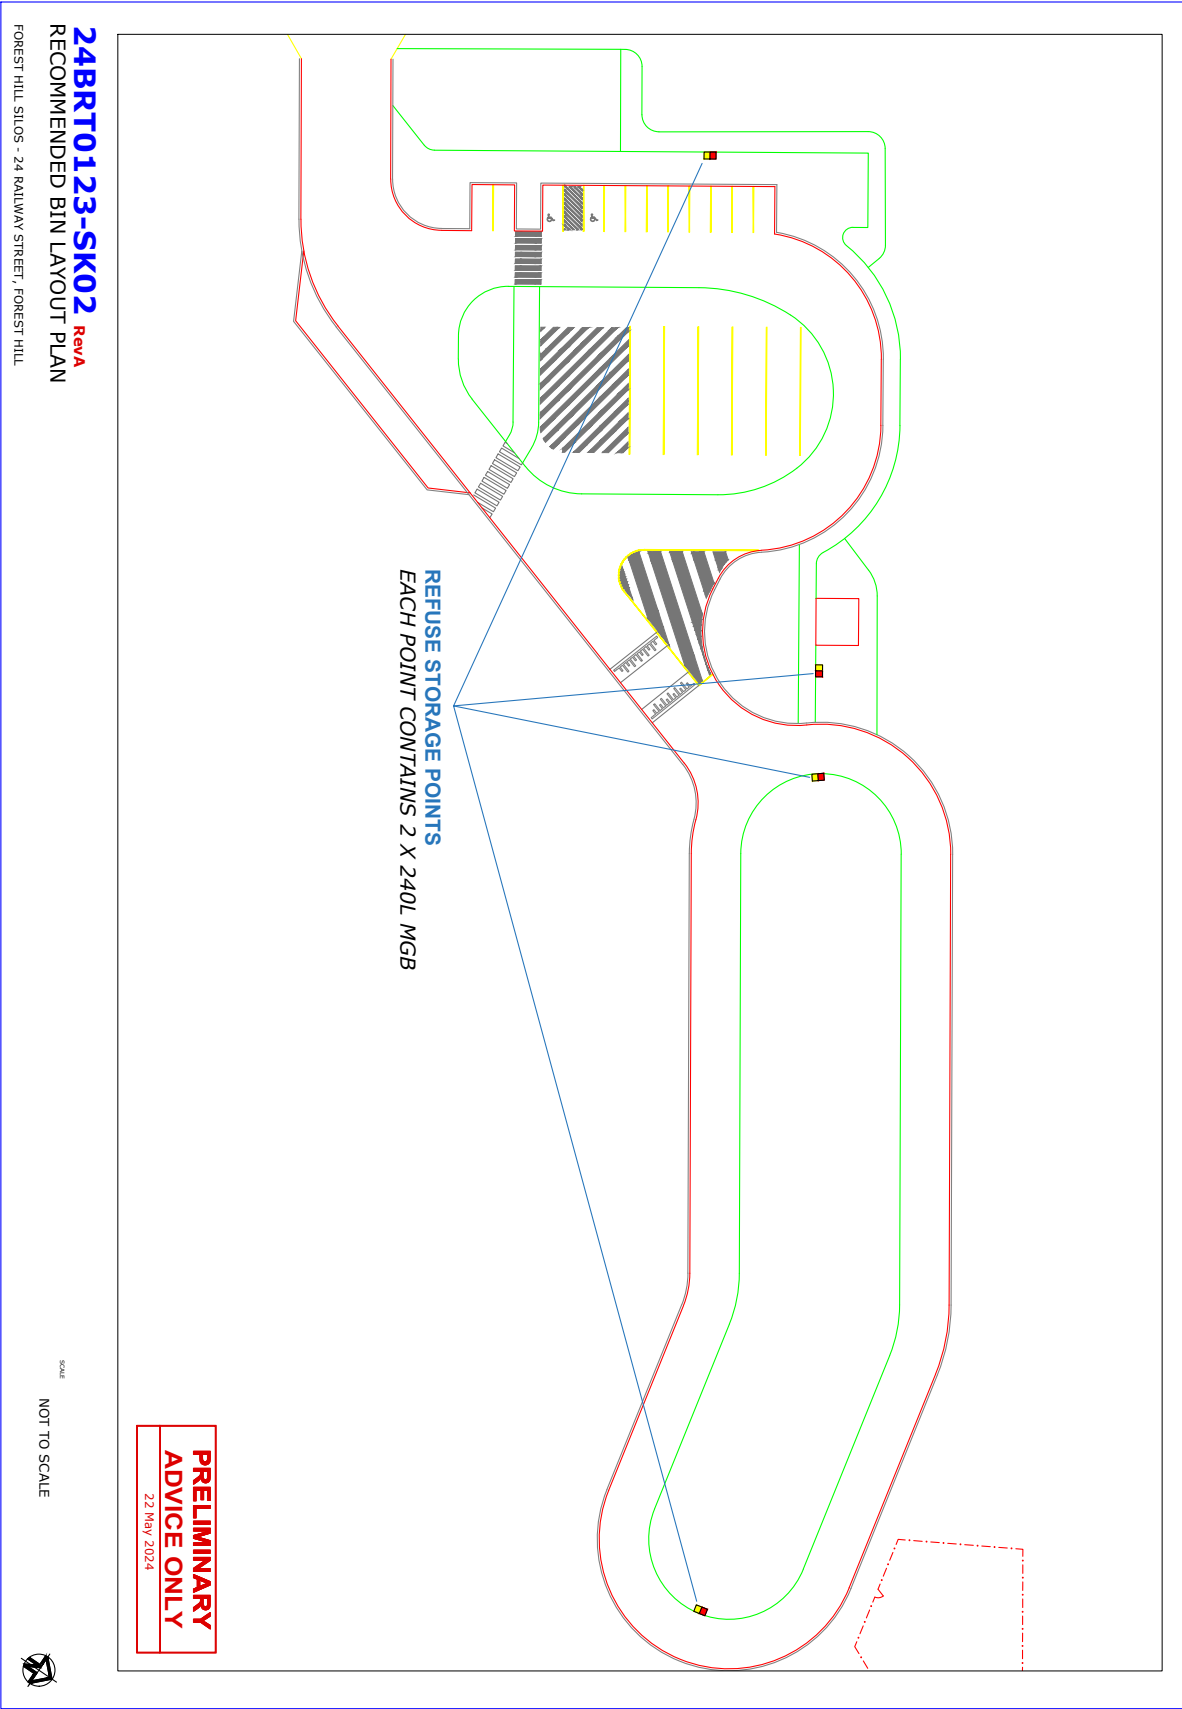 REFUSE STORAGE POINTS
EACH POINT CONTAINS 2 X 240L MGB
PRELIMINARY
ADVICE ONLY
22 May 2024
24BRT0123-SK02 RevA
RECOMMENDED BIN LAYOUT PLAN
FOREST HILL SILOS - 24 RAILWAY STREET, FOREST HILL
SCALE
NOT TO SCALE